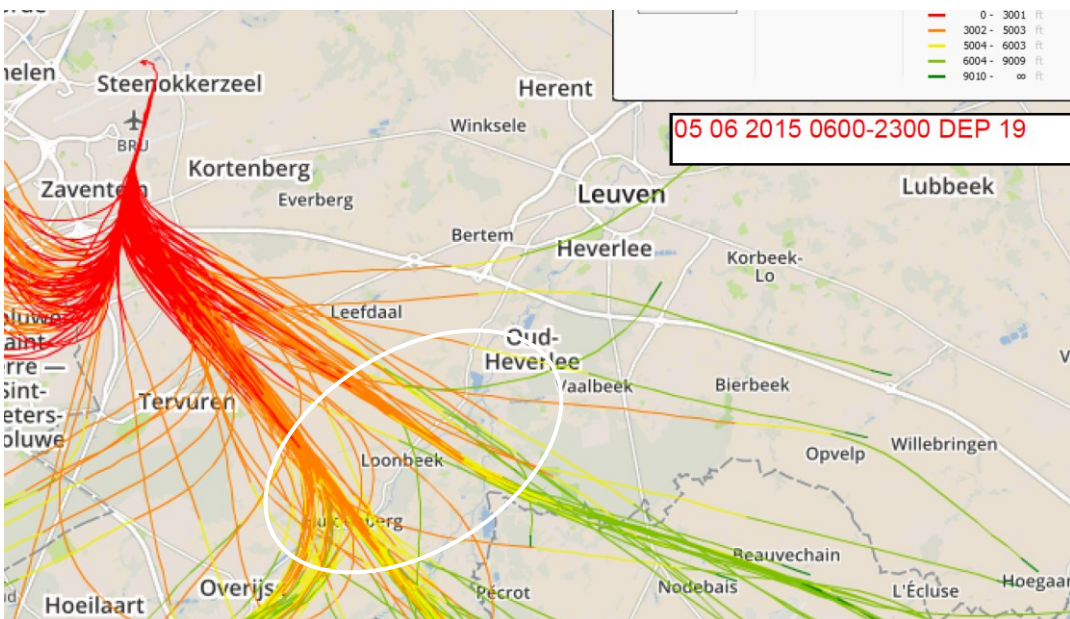 0 - 3001 ft
3002 - 5003 ft
5004 - 6003 ft
6004 - 9009 ft
9010 - ∞ ft
05 06 2015 0600-2300 DEP 19
Steenokkerzeel
Herent
BRU
Winksele
Kortenberg
Zaventem
Everberg
Leuven
Lubbeek
Bertem
Heverlee
Korbeek-
Lo
Leefdaal
Oud-
Heverlee
Vaalbeek
Bierbeek
Tervuren
Sint-
Loonbeek
Opvelp
Willebringen
Beauvechain
Overijs
Nodebais
L'Écluse
Hoegaar
Hoeilaart
Pécrot